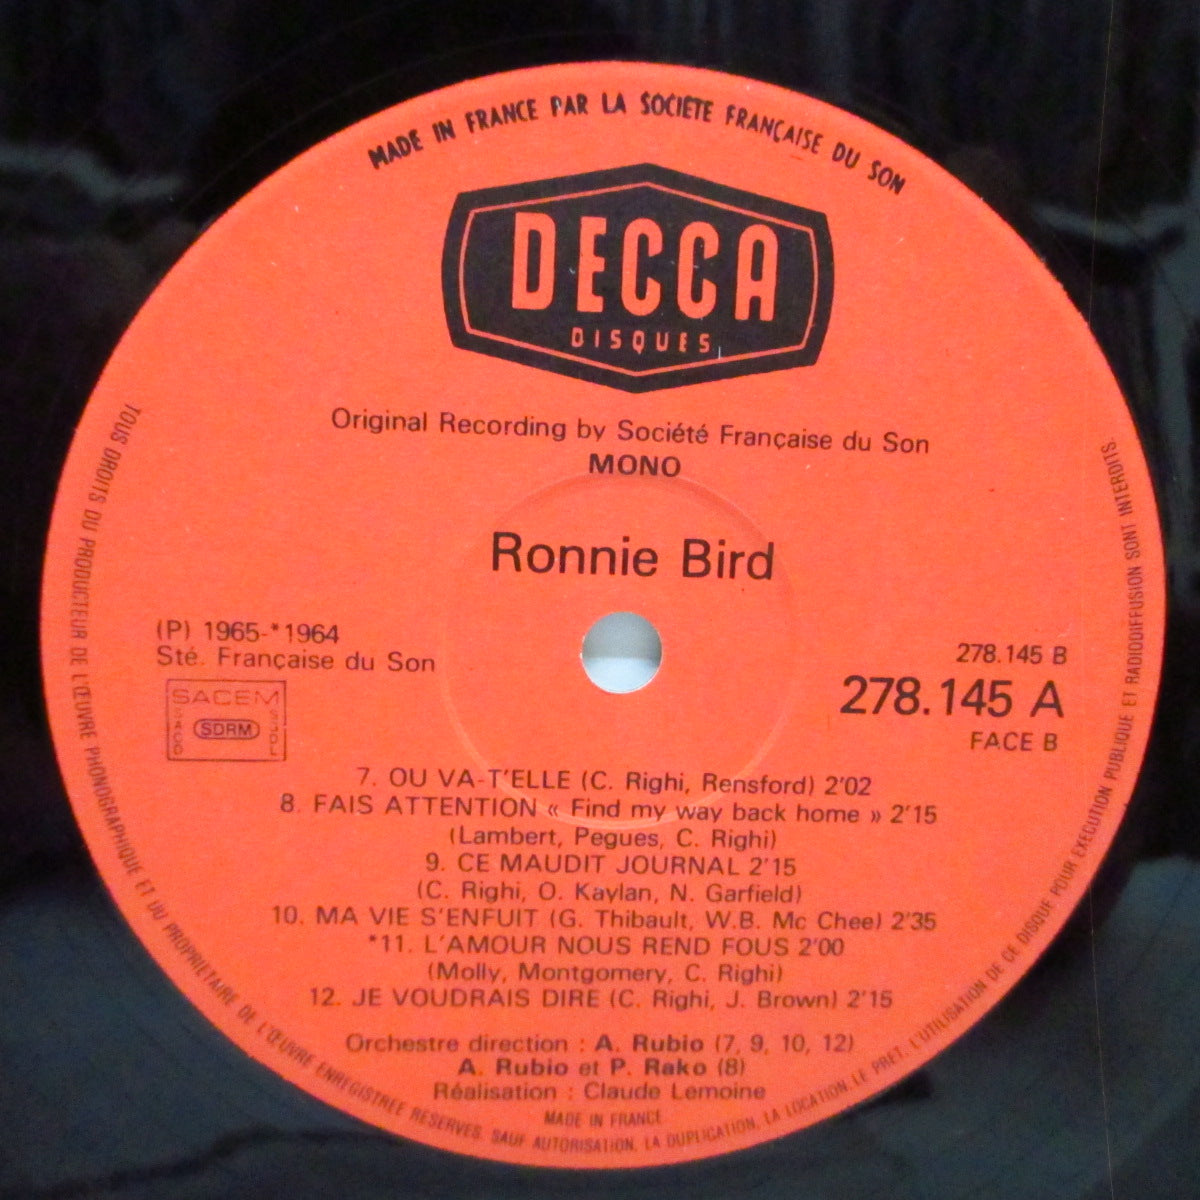 MADE IN FRANCE PAR LA SOCIETE FRANÇAISE DU SON
DECCA
DISQUES
Original Recording by Société Française du Son
MONO
Ronnie Bird
(P) 1965-*1964
Sté. Française du Son
SACEM
SACD
SDRM
SGDL
278.145 B
278.145 A
FACE B
7. OU VA-T'ELLE (C. Righi, Rensford) 2'02
8. FAIS ATTENTION « Find my way back home » 2'15
(Lambert, Pegues, C. Righi)
9. CE MAUDIT JOURNAL 2'15
(C. Righi, O. Kaylan, N. Garfield)
10. MA VIE S'ENFUIT (G. Thibault, W.B. Mc Chee) 2'35
*11. L'AMOUR NOUS REND FOUS 2'00
(Molly, Montgomery, C. Righi)
12. JE VOUDRAIS DIRE (C. Righi, J. Brown) 2'15
Orchestre direction : A. Rubio (7, 9, 10, 12)
A. Rubio et P. Rako (8)
Réalisation : Claude Lemoine
MADE IN FRANCE
TOUS DROITS DU PRODUCTEUR DE L'ŒUVRE PHONOGRAPHIQUE ET DU PROPRIETAIRE DE L'ŒUVRE ENREGISTREE RESERVES. SAUF AUTORISATION, LA DUPLICATION, LA LOCATION, LE PRET, L'UTILISATION DE CE DISQUE POUR EXECUTION PUBLIQUE ET RADIODIFFUSION SONT INTERDITS.